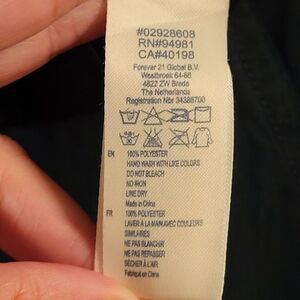 #02928608
RN#94981
CA#40198
Forever 21 Global B.V.
Westbroek 64-66
4822 ZW Breda
The Netherlands
Registration Nbr 34386700
EN 100% POLYESTER
HAND WASH WITH LIKE COLORS
DO NOT BLEACH
NO IRON
LINE DRY
Made in China
FR 100% POLYESTER
LAVER À LA MAIN AVEC COULEURS
SIMILAIRES
NE PAS BLANCHIR
NE PAS REPASSER
SÉCHER À L'AIR
Fabriqué en Chine